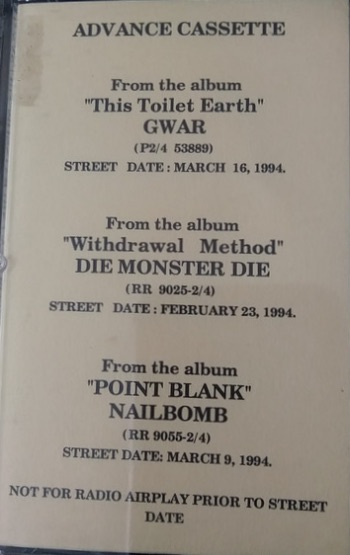 ADVANCE CASSETTE
From the album
"This Toilet Earth"
GWAR
(P2/4 53889)
STREET DATE: MARCH 16, 1994.
From the album
"Withdrawal Method"
DIE MONSTER DIE
(RR 9025-2/4)
STREET DATE: FEBRUARY 23, 1994.
From the album
"POINT BLANK"
NAILBOMB
(RR 9055-2/4)
STREET DATE: MARCH 9, 1994.
NOT FOR RADIO AIRPLAY PRIOR TO STREET
DATE